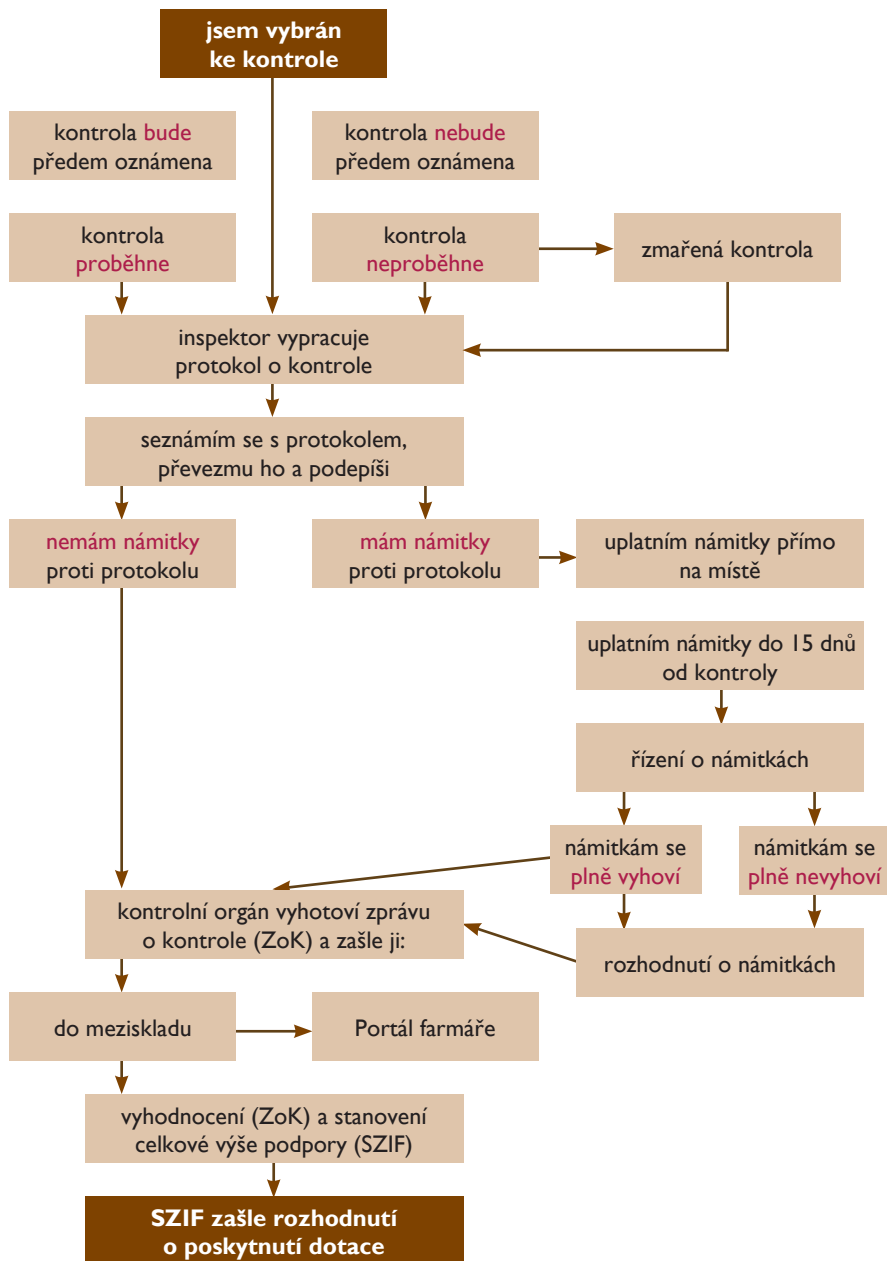 jsem vybrán
ke kontrole
kontrola bude
předem oznámena
kontrola nebude
předem oznámena
kontrola
proběhne
kontrola
neproběhne
zmařená kontrola
inspektor vypracuje
protokol o kontrole
seznámím se s protokolem,
převezmu ho a podepíši
nemám námitky
proti protokolu
mám námitky
proti protokolu
uplatním námitky přímo
na místě
uplatním námitky do 15 dnů
od kontroly
řízení o námitkách
námitkám se
plně vyhoví
námitkám se
plně nevyhoví
kontrolní orgán vyhotoví zprávu
o kontrole (ZoK) a zašle ji:
rozhodnutí o námitkách
do meziskladu
Portál farmáře
vyhodnocení (ZoK) a stanovení
celkové výše podpory (SZIF)
SZIF zašle rozhodnutí
o poskytnutí dotace